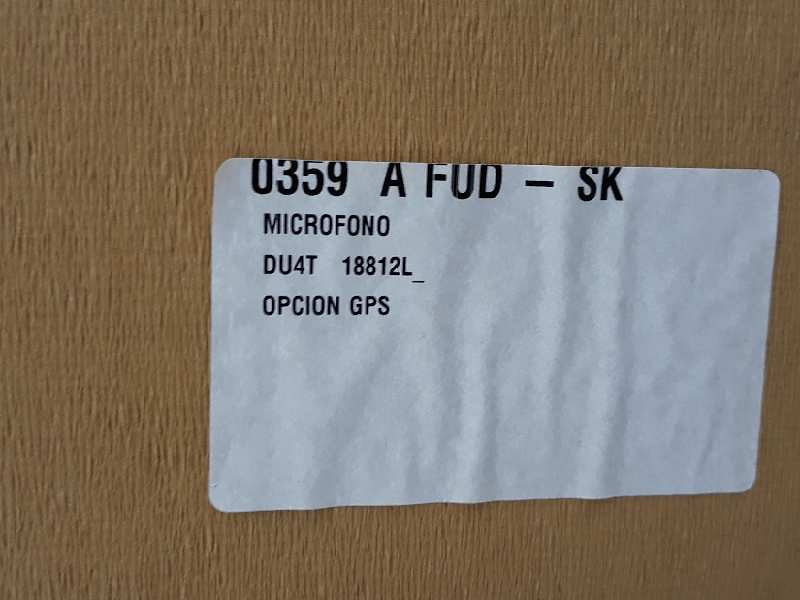 0359 A FUD - SK
MICROFONO
DU4T 18812L_
OPCION GPS